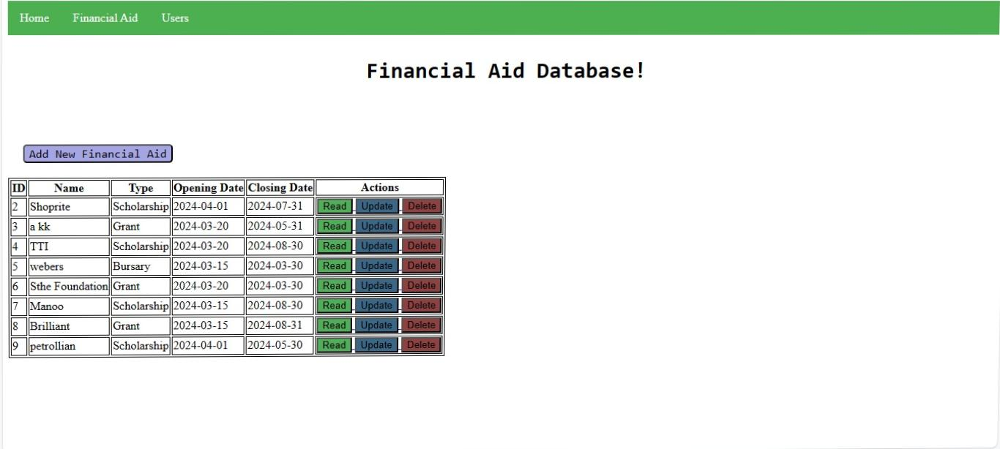 Home Financial Aid Users
Financial Aid Database!
Add New Financial Aid
ID Name Type Opening Date Closing Date Actions
2 Shoprite Scholarship 2024-04-01 2024-07-31 Read Update Delete
3 a kk Grant 2024-03-20 2024-05-31 Read Update Delete
4 TTI Scholarship 2024-03-20 2024-08-30 Read Update Delete
5 webers Bursary 2024-03-15 2024-03-30 Read Update Delete
6 Sthe Foundation Grant 2024-03-20 2024-03-30 Read Update Delete
7 Manoo Scholarship 2024-03-15 2024-08-30 Read Update Delete
8 Brilliant Grant 2024-03-15 2024-08-31 Read Update Delete
9 petrollian Scholarship 2024-04-01 2024-05-30 Read Update Delete